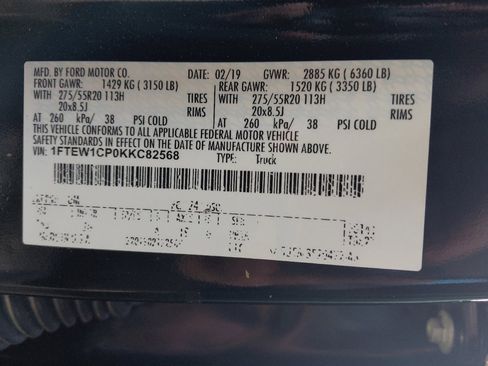 MFD. BY FORD MOTOR CO. DATE: 02/19 GVWR: 2885 KG ( 6360 LB)
FRONT GAWR: 1429 KG ( 3150 LB) REAR GAWR: 1520 KG ( 3350 LB)
WITH 275/55R20 113H TIRES WITH 275/55R20 113H TIRES
20x8.5J RIMS 20x8.5J RIMS
AT 260 kPa/ 38 PSI COLD AT 260 kPa/ 38 PSI COLD
THIS VEHICLE CONFORMS TO ALL APPLICABLE FEDERAL MOTOR VEHICLE
SAFETY STANDARDS IN EFFECT ON THE DATE OF MANUFACTURE SHOWN ABOVE.
VIN: 1FTEW1CP0KKC82568 TYPE: Truck